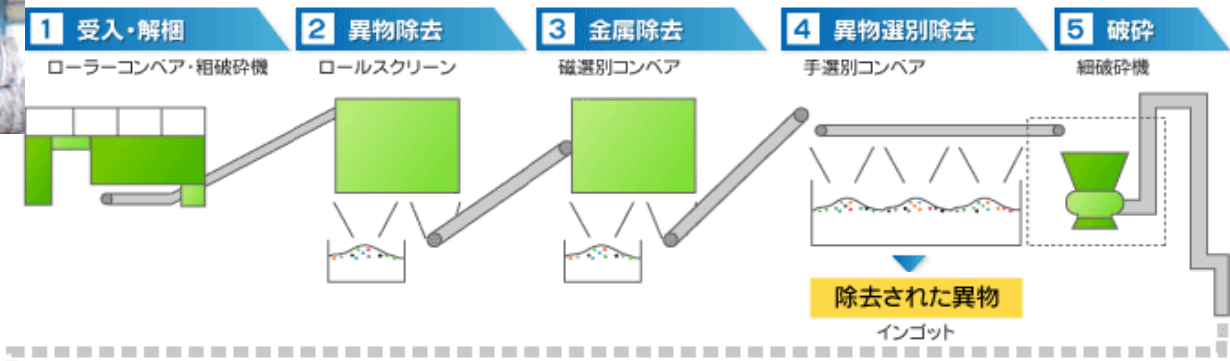 1 受入・解梱
2 異物除去
3 金属除去
4 異物選別除去
5 破砕
ローラーコンベア・粗破砕機
ロールスクリーン
磁選別コンベア
手選別コンベア
細破砕機
除去された異物
インゴット